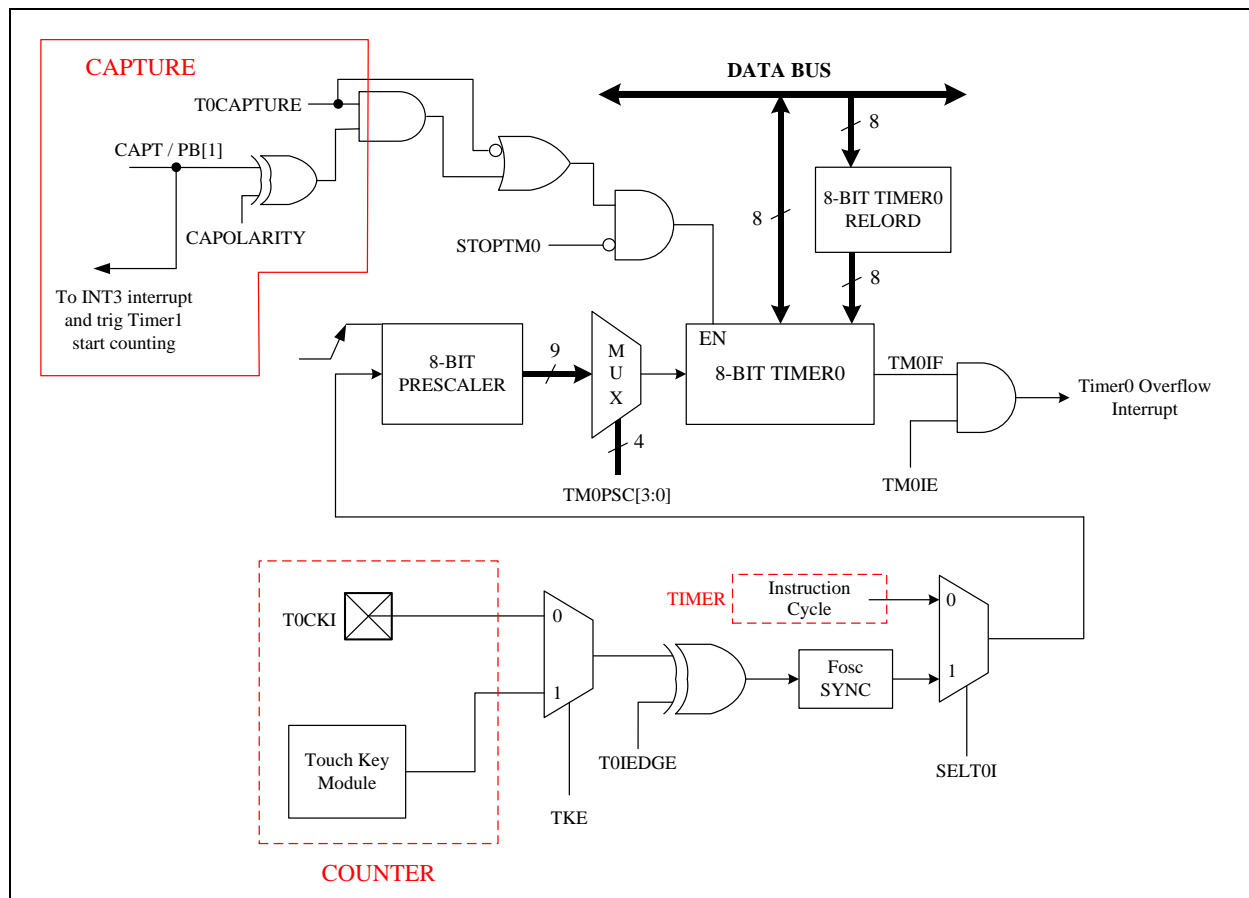 CAPTURE
DATA BUS
T0CAPTURE
8
CAPT / PB[1]
8-BIT TIMER0
RELORD
8
CAPOLARITY
STOPTM0
8
To INT3 interrupt
and trig Timer1
start counting
EN
8-BIT
PRESCALER
9
M
U
X
8-BIT TIMER0
TM0IF
Timer0 Overflow
Interrupt
4
TM0PSC[3:0]
TM0IE
TIMER
Instruction
Cycle
0
T0CKI
0
Fosc
SYNC
1
1
Touch Key
Module
T0IEDGE
SELT0I
TKE
COUNTER